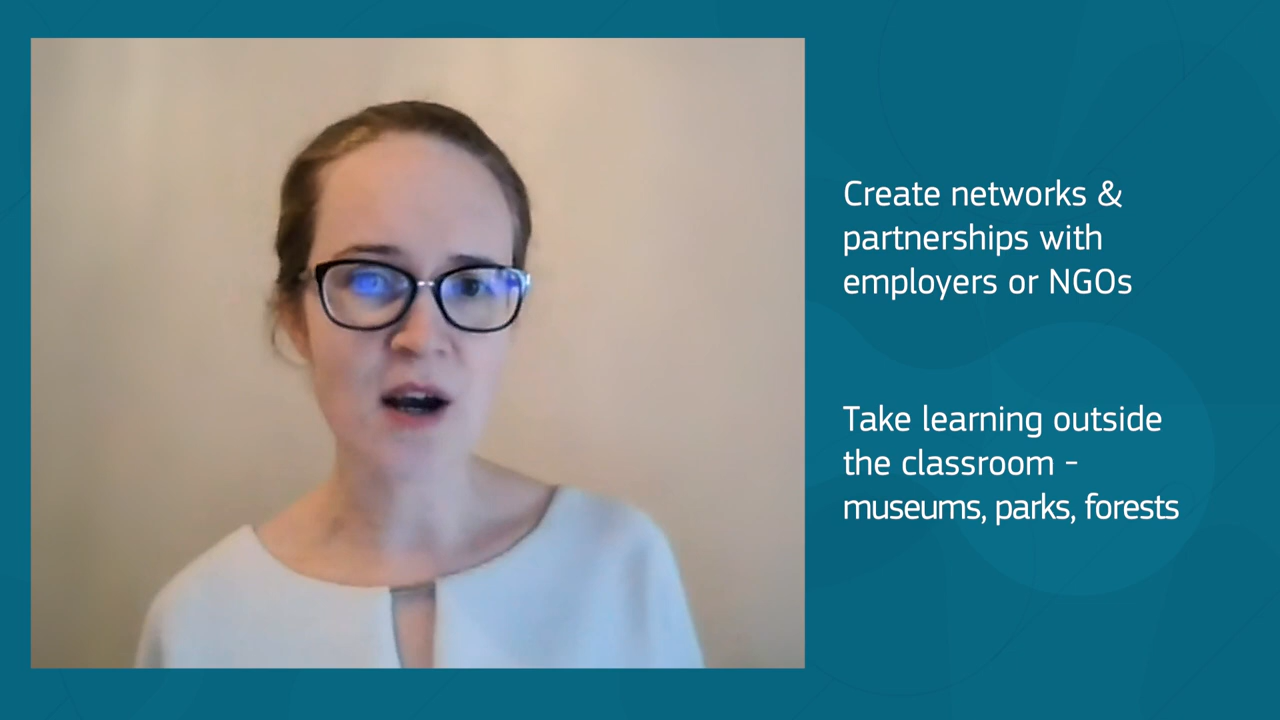 Create networks &
partnerships with
employers or NGOs
Take learning outside
the classroom -
museums, parks, forests